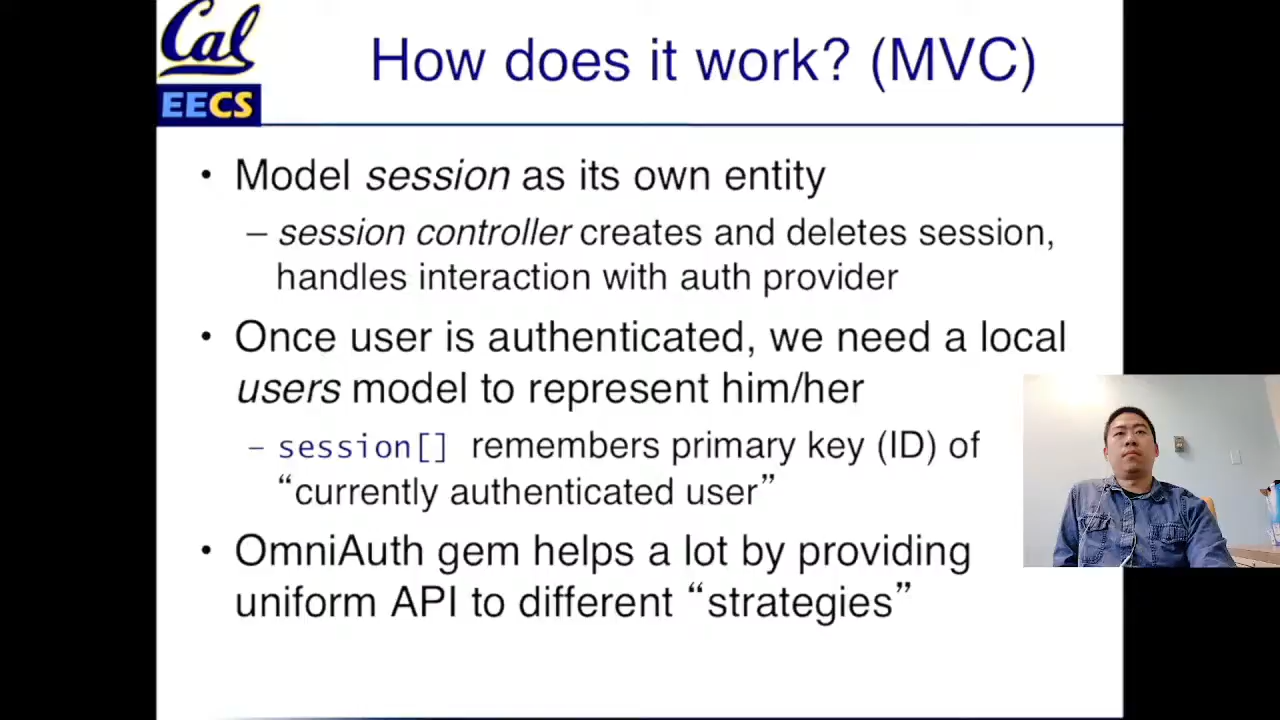 Cal
EECS
How does it work? (MVC)
• Model session as its own entity
– session controller creates and deletes session,
handles interaction with auth provider
• Once user is authenticated, we need a local
users model to represent him/her
– session[] remembers primary key (ID) of
“currently authenticated user”
• OmniAuth gem helps a lot by providing
uniform API to different “strategies”